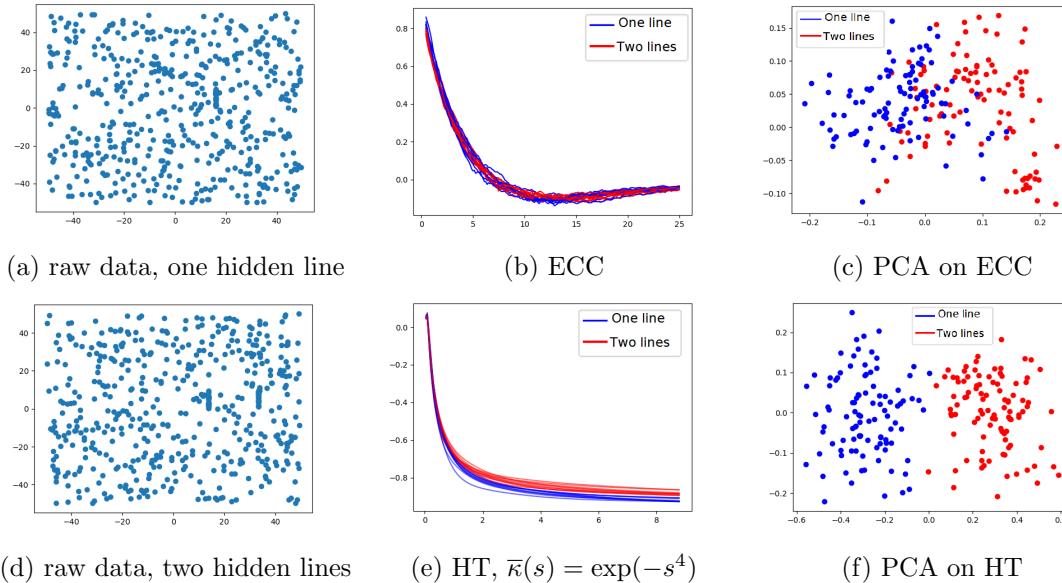 40
20
0
−20
−40
−40 −20 0 20 40
(a) raw data, one hidden line
One line
Two lines
0.8
0.6
0.4
0.2
0.0
0 5 10 15 20 25
(b) ECC
One line
Two lines
0.15
0.10
0.05
0.00
−0.05
−0.10
−0.2 −0.1 0.0 0.1 0.2
(c) PCA on ECC
40
20
0
−20
−40
−40 −20 0 20 40
(d) raw data, two hidden lines
One line
Two lines
0.0
−0.2
−0.4
−0.6
−0.8
0 2 4 6 8
(e) HT, κ̅(s) = exp(−s⁴)
One line
Two lines
0.2
0.1
0.0
−0.1
−0.2
−0.6 −0.4 −0.2 0.0 0.2 0.4 0.6
(f) PCA on HT